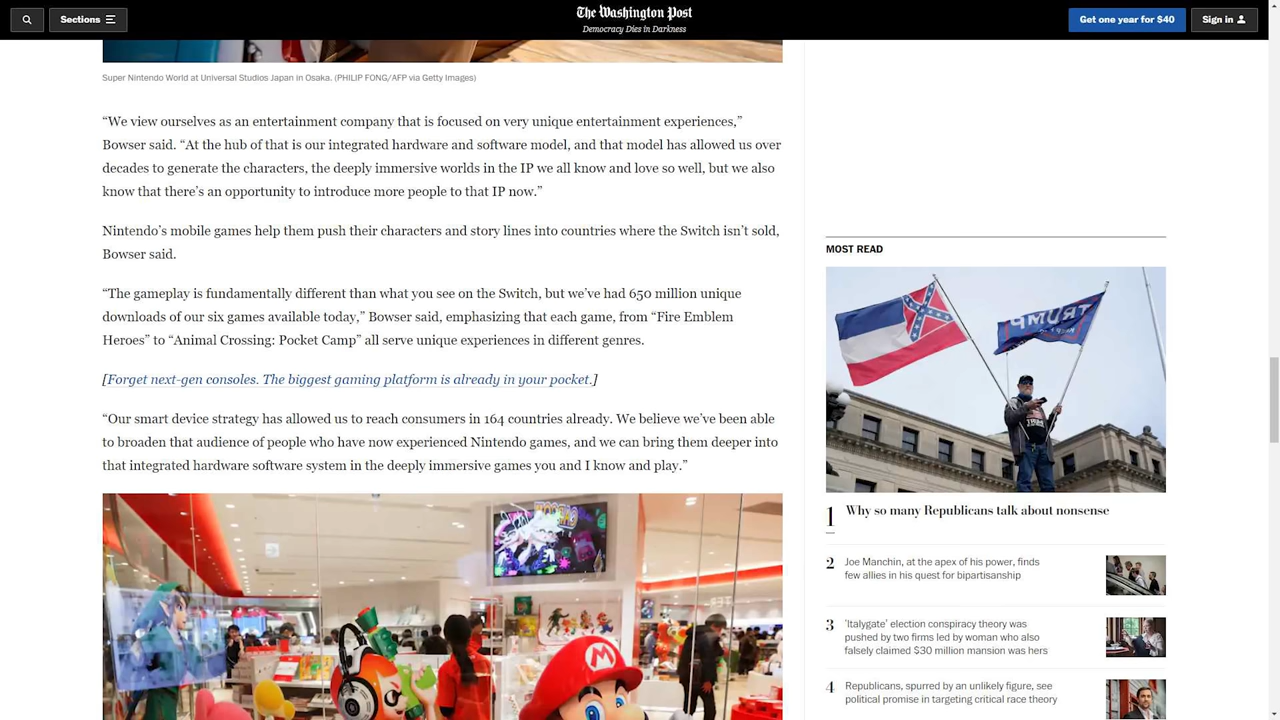 Sections
The Washington Post
Democracy Dies in Darkness
Get one year for $40
Sign in
Super Nintendo World at Universal Studios Japan in Osaka. (PHILIP FONG/AFP via Getty Images)
“We view ourselves as an entertainment company that is focused on very unique entertainment experiences,”
Bowser said. “At the hub of that is our integrated hardware and software model, and that model has allowed us over
decades to generate the characters, the deeply immersive worlds in the IP we all know and love so well, but we also
know that there’s an opportunity to introduce more people to that IP now.”
Nintendo’s mobile games help them push their characters and story lines into countries where the Switch isn’t sold,
Bowser said.
“The gameplay is fundamentally different than what you see on the Switch, but we’ve had 650 million unique
downloads of our six games available today,” Bowser said, emphasizing that each game, from “Fire Emblem
Heroes” to “Animal Crossing: Pocket Camp” all serve unique experiences in different genres.
[Forget next-gen consoles. The biggest gaming platform is already in your pocket.]
“Our smart device strategy has allowed us to reach consumers in 164 countries already. We believe we’ve been able
to broaden that audience of people who have now experienced Nintendo games, and we can bring them deeper into
that integrated hardware software system in the deeply immersive games you and I know and play.”
M
MOST READ
TRUMP
1 Why so many Republicans talk about nonsense
2 Joe Manchin, at the apex of his power, finds
few allies in his quest for bipartisanship
3 ‘Italygate’ election conspiracy theory was
pushed by two firms led by woman who also
falsely claimed $30 million mansion was hers
4 Republicans, spurred by an unlikely figure, see
political promise in targeting critical race theory